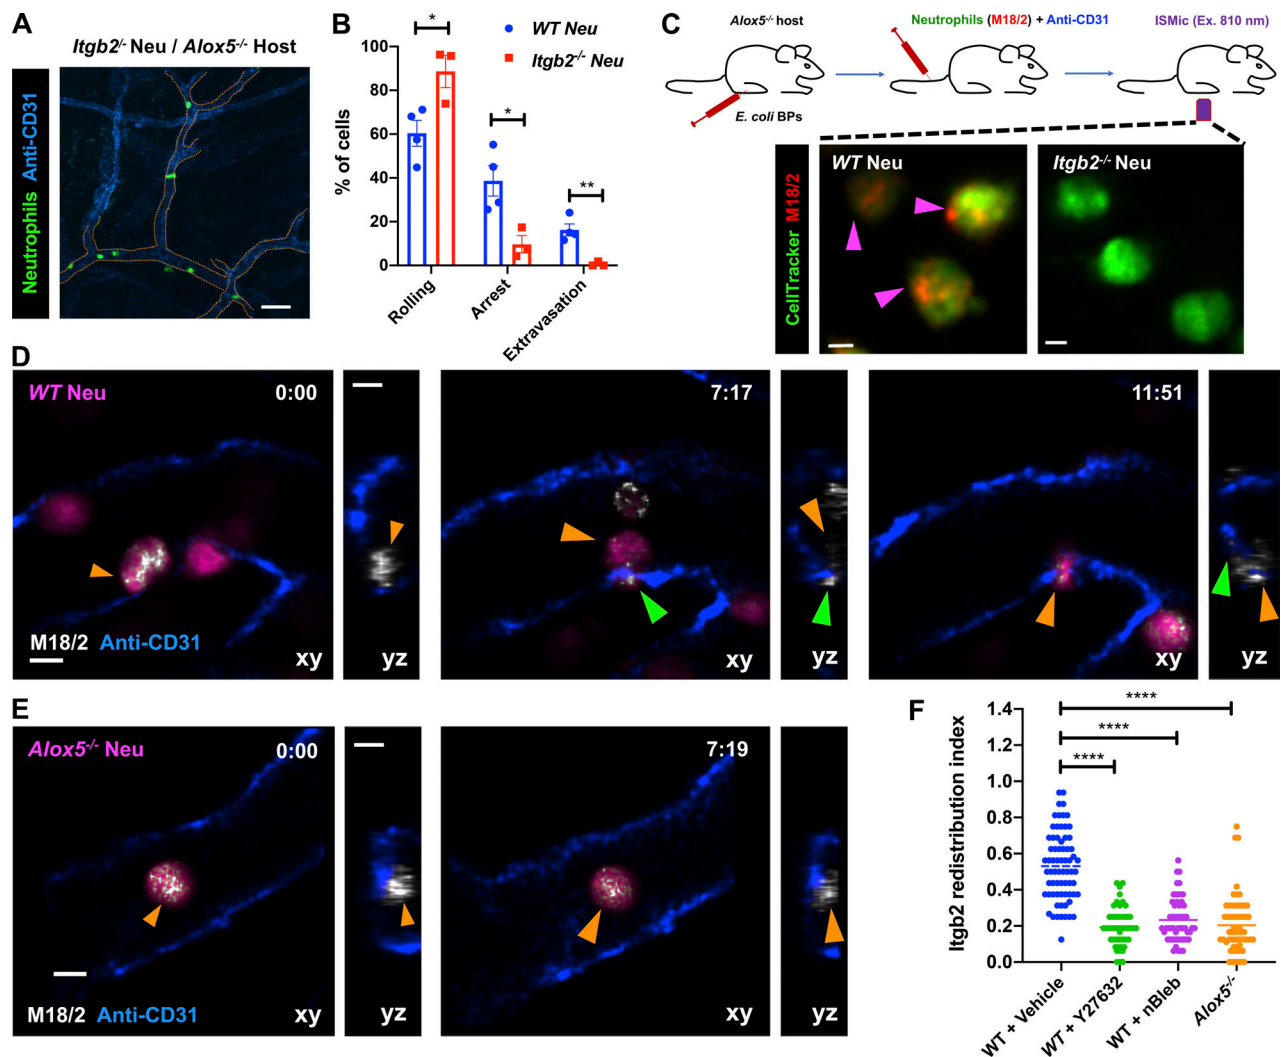 A
Itgb2/- Neu / Alox5-/- Host
Neutrophils Anti-CD31
B
WT Neu
Itgb2-/- Neu
% of cells
100
80
60
40
20
0
*
*
**
Rolling
Arrest
Extravasation
C
Alox5-/- host
Neutrophils (M18/2) + Anti-CD31
ISMic (Ex. 810 nm)
E. coli BPs
CellTracker M18/2
WT Neu
Itgb2-/- Neu
D
WT Neu
0:00
M18/2 Anti-CD31
xy
yz
7:17
xy
yz
11:51
xy
yz
E
Alox5-/- Neu
0:00
M18/2 Anti-CD31
xy
yz
7:19
xy
yz
F
Itgb2 redistribution index
1.4
1.2
1.0
0.8
0.6
0.4
0.2
0.0
****
****
****
WT + Vehicle
WT + Y27632
WT + nBleb
Alox5-/-